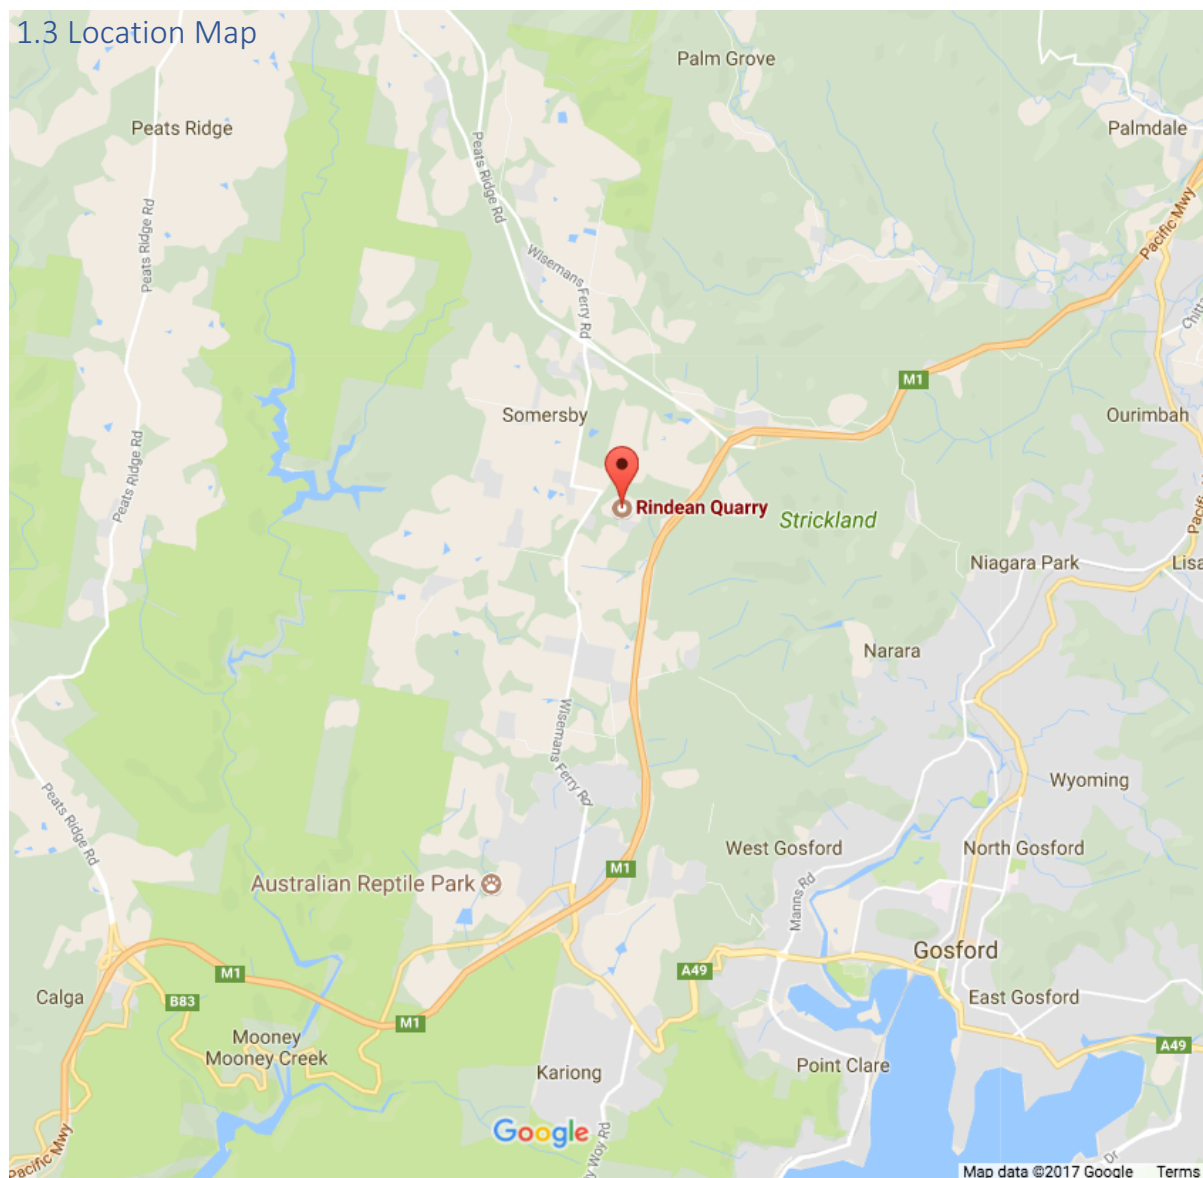 1.3 Location Map
Palm Grove
Peats Ridge
Palmdale
Peats Ridge Rd
Pacific Mwy
Peats Ridge Rd
Wisemans
Ferry Rd
M1
Somersby
Ourimbah
Peats Ridge Rd
Rindean Quarry
Strickland
Niagara Park
Narara
Wisemans
Ferry Rd
Wyoming
Peats Ridge Rd
West Gosford
North Gosford
M1
Australian Reptile Park
Manns Rd
Gosford
M1
A49
Calga
B83
East Gosford
M1
Mooney
Mooney Creek
A49
Point Clare
Kariong
Google
Woy Rd
Dr
Pacific Mwy
Map data ©2017 Google
Terms